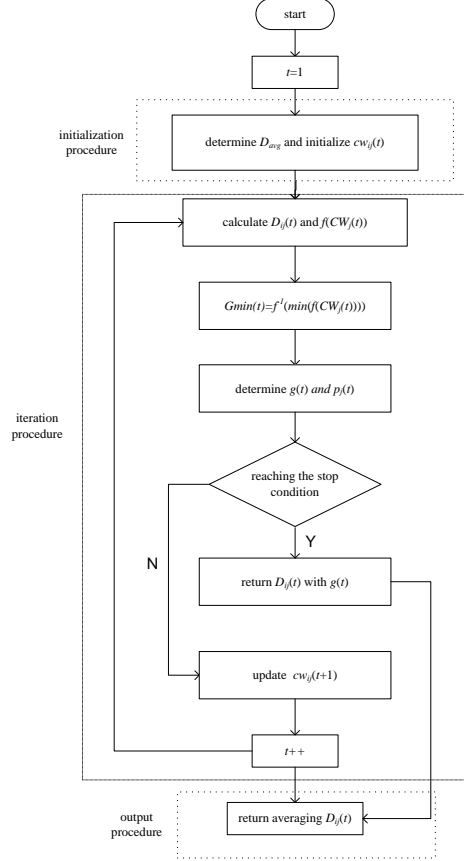 start
t=1
initialization
procedure
determine D_avg and initialize cw_ij(t)
calculate D_ij(t) and f(CW_j(t))
Gmin(t)=f^-1(min(f(CW_j(t))))
determine g(t) and p_j(t)
iteration
procedure
reaching the stop
condition
Y
N
return D_ij(t) with g(t)
update cw_ij(t+1)
t++
output
procedure
return averaging D_ij(t)